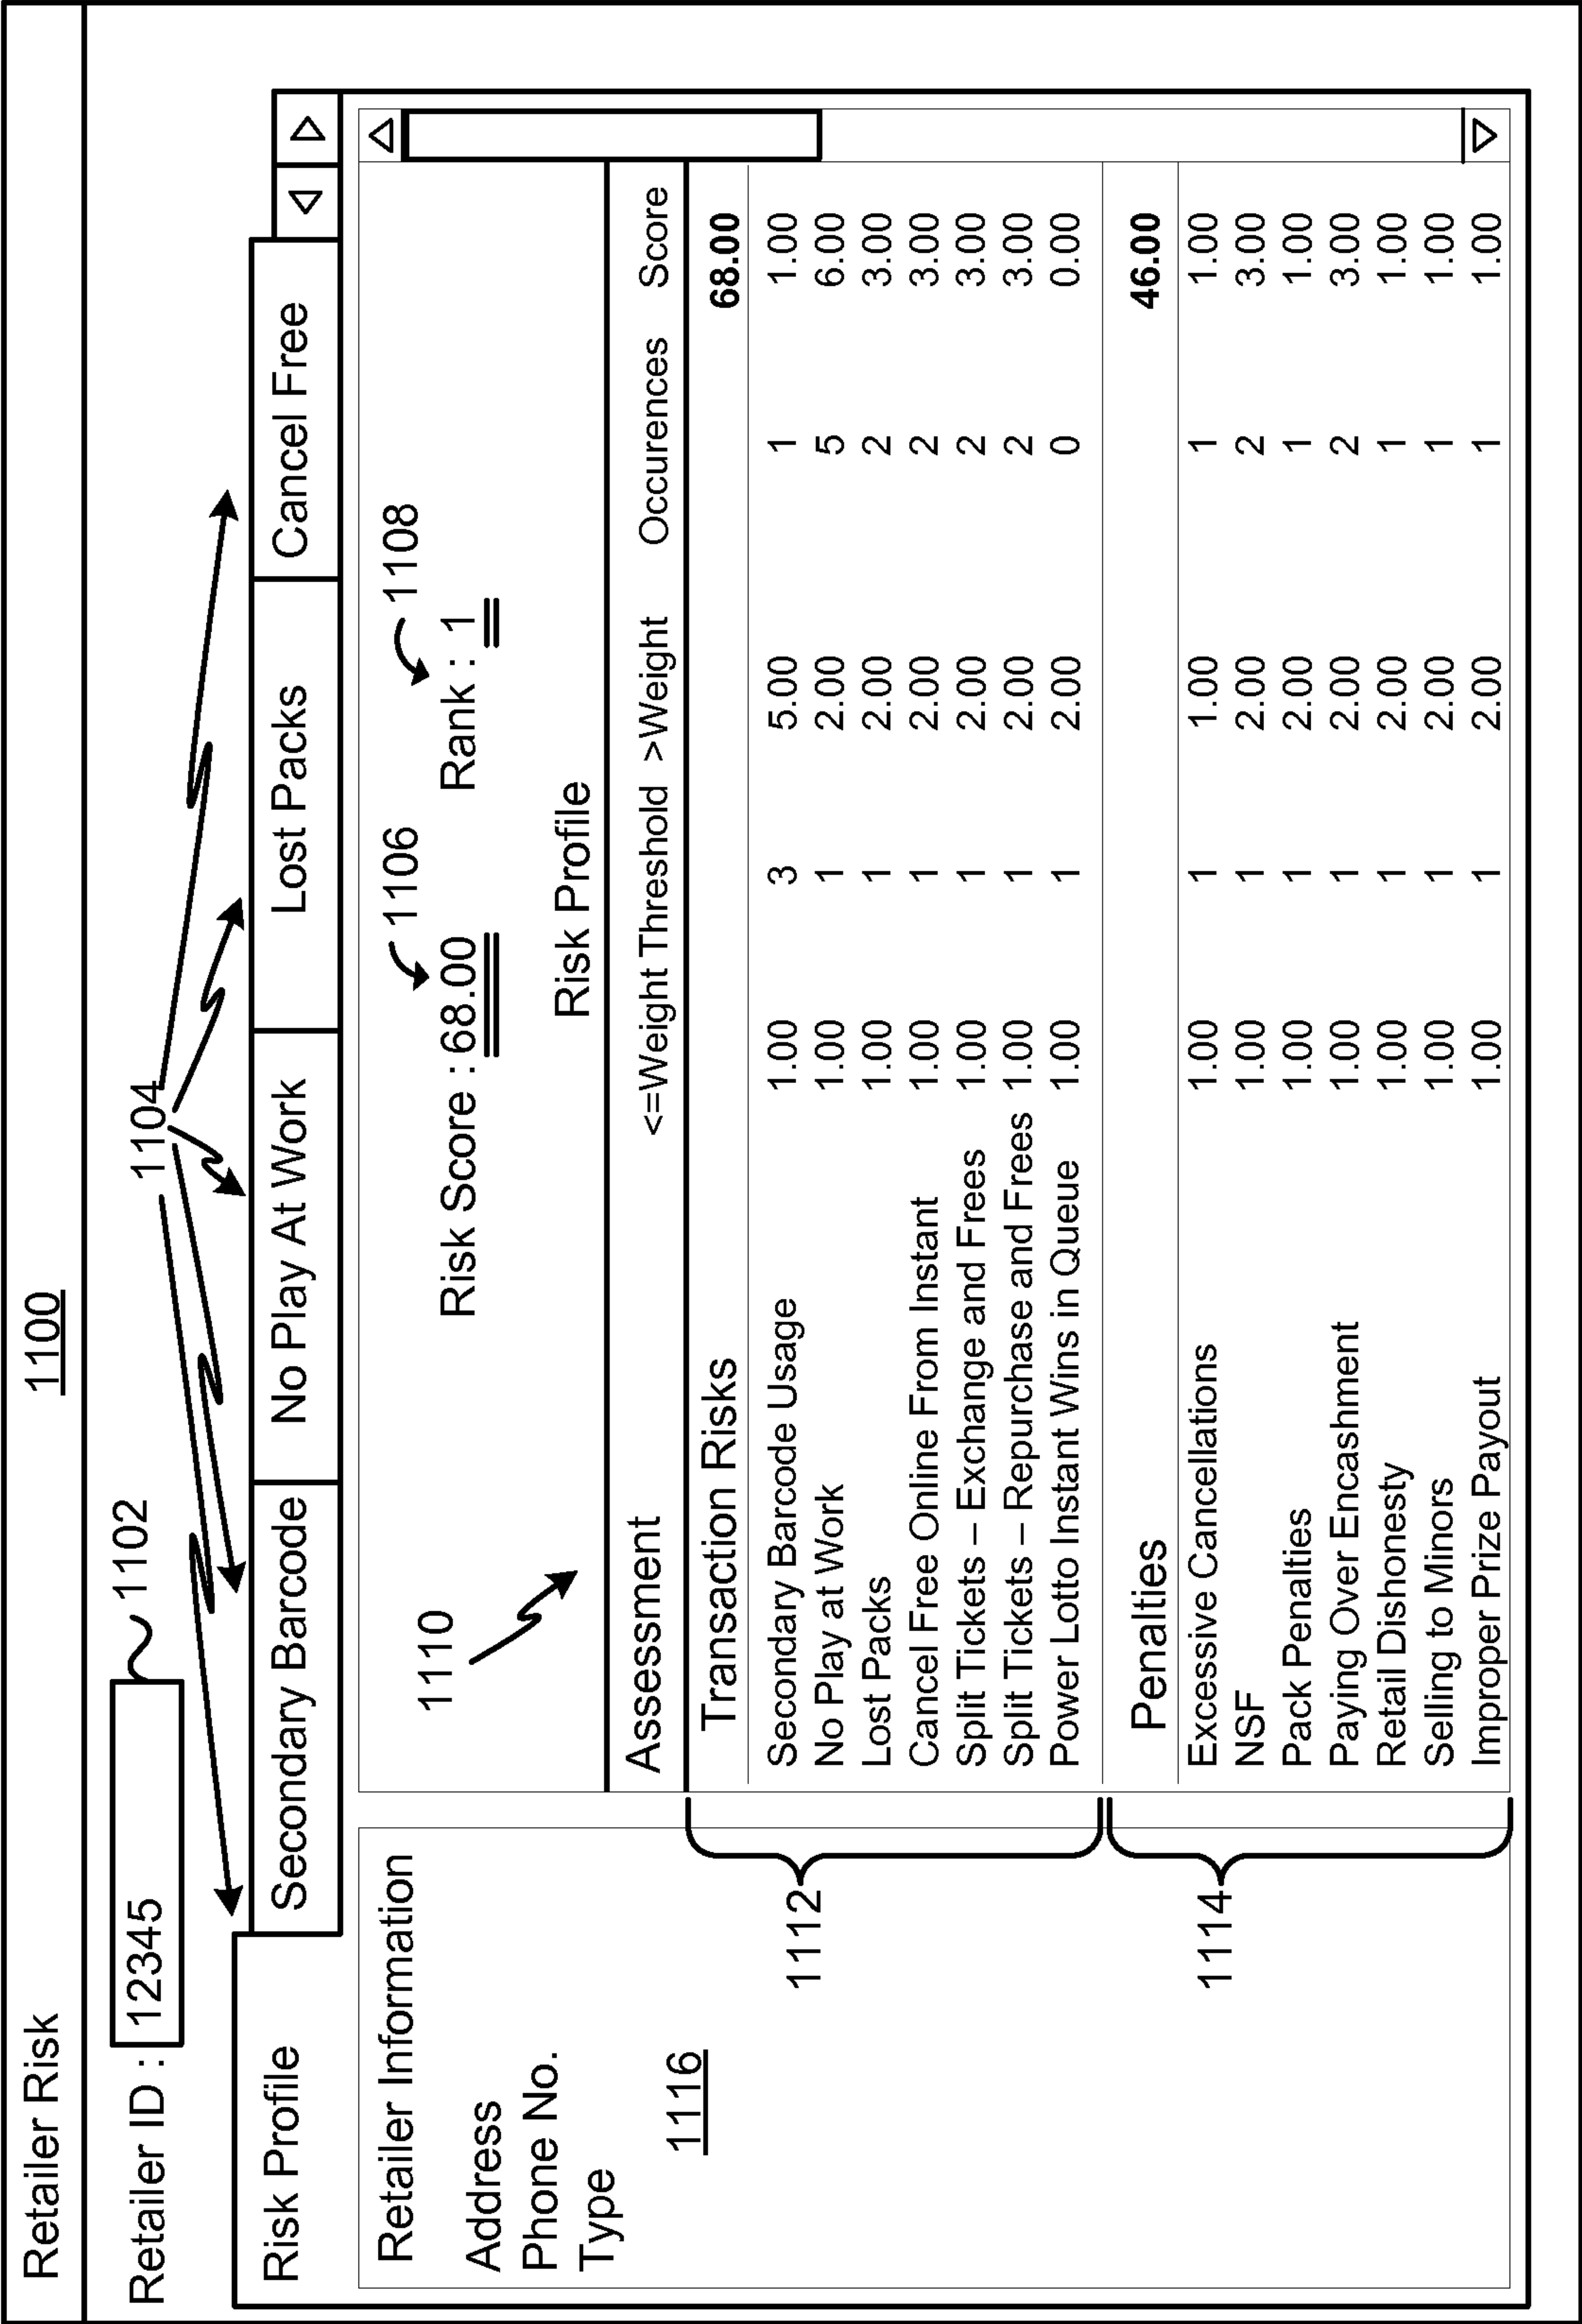 1100
Retailer Risk
Retailer ID : 12345
1102
1104
Risk Profile Secondary Barcode No Play At Work Lost Packs Cancel Free
Retailer Information
Address
Phone No.
Type
1116
1110
1106
1108
Risk Score : 68.00 Rank : 1
Risk Profile
Assessment <=Weight Threshold >Weight Occurences Score
Transaction Risks 68.00
Secondary Barcode Usage 1.00 3 5.00 1 1.00
No Play at Work 1.00 1 2.00 5 6.00
Lost Packs 1.00 1 2.00 2 3.00
Cancel Free Online From Instant 1.00 1 2.00 2 3.00
Split Tickets – Exchange and Frees 1.00 1 2.00 2 3.00
Split Tickets – Repurchase and Frees 1.00 1 2.00 2 3.00
Power Lotto Instant Wins in Queue 1.00 1 2.00 0 0.00
1112
Penalties 46.00
Excessive Cancellations 1.00 1 1.00 1 1.00
NSF 1.00 1 2.00 2 3.00
Pack Penalties 1.00 1 2.00 1 1.00
Paying Over Encashment 1.00 1 2.00 2 3.00
Retail Dishonesty 1.00 1 2.00 1 1.00
Selling to Minors 1.00 1 2.00 1 1.00
Improper Prize Payout 1.00 1 2.00 1 1.00
1114